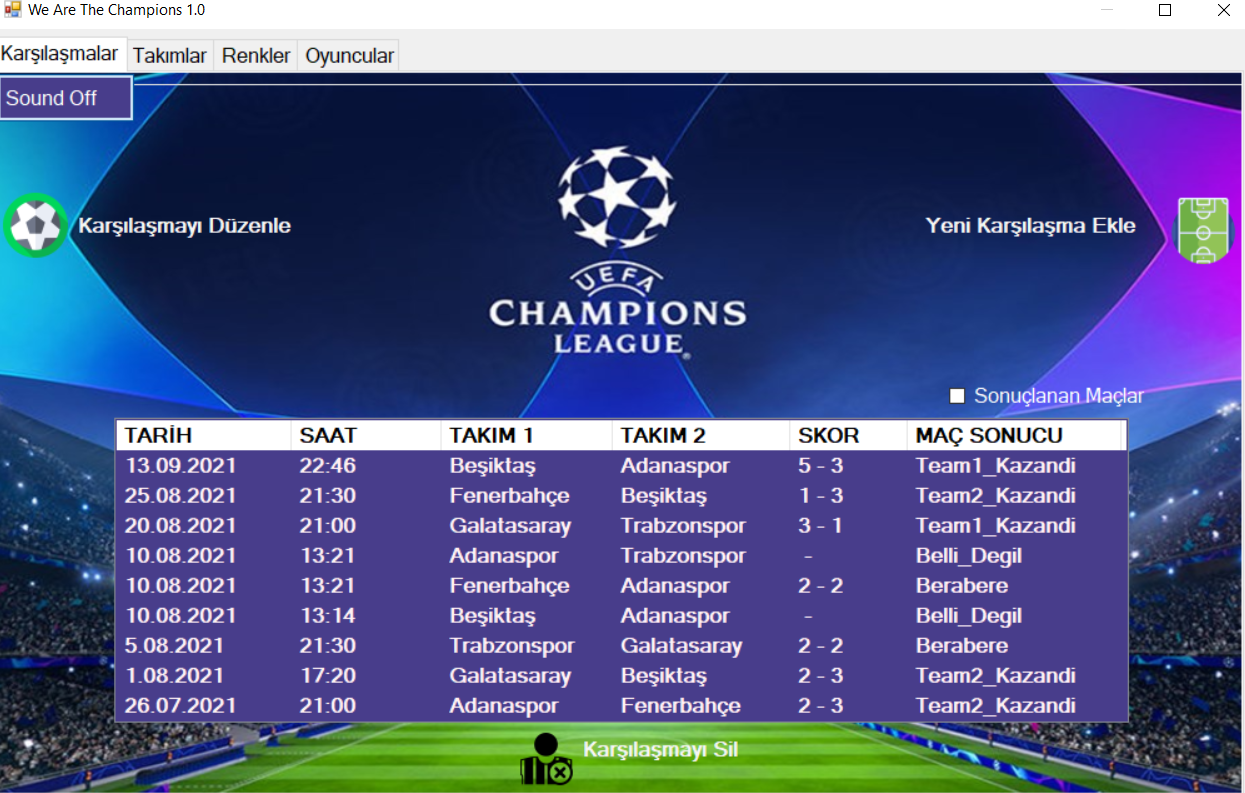 We Are The Champions 1.0
Karşılaşmalar Takımlar Renkler Oyuncular
Sound Off
Karşılaşmayı Düzenle
Yeni Karşılaşma Ekle
UEFA
CHAMPIONS
LEAGUE®
Sonuçlanan Maçlar
TARİH SAAT TAKIM 1 TAKIM 2 SKOR MAÇ SONUCU
13.09.2021 22:46 Beşiktaş Adanaspor 5 - 3 Team1_Kazandi
25.08.2021 21:30 Fenerbahçe Beşiktaş 1 - 3 Team2_Kazandi
20.08.2021 21:00 Galatasaray Trabzonspor 3 - 1 Team1_Kazandi
10.08.2021 13:21 Adanaspor Trabzonspor - Belli_Degil
10.08.2021 13:21 Fenerbahçe Adanaspor 2 - 2 Berabere
10.08.2021 13:14 Beşiktaş Adanaspor - Belli_Degil
5.08.2021 21:30 Trabzonspor Galatasaray 2 - 2 Berabere
1.08.2021 17:20 Galatasaray Beşiktaş 2 - 3 Team2_Kazandi
26.07.2021 21:00 Adanaspor Fenerbahçe 2 - 3 Team2_Kazandi
Karşılaşmayı Sil